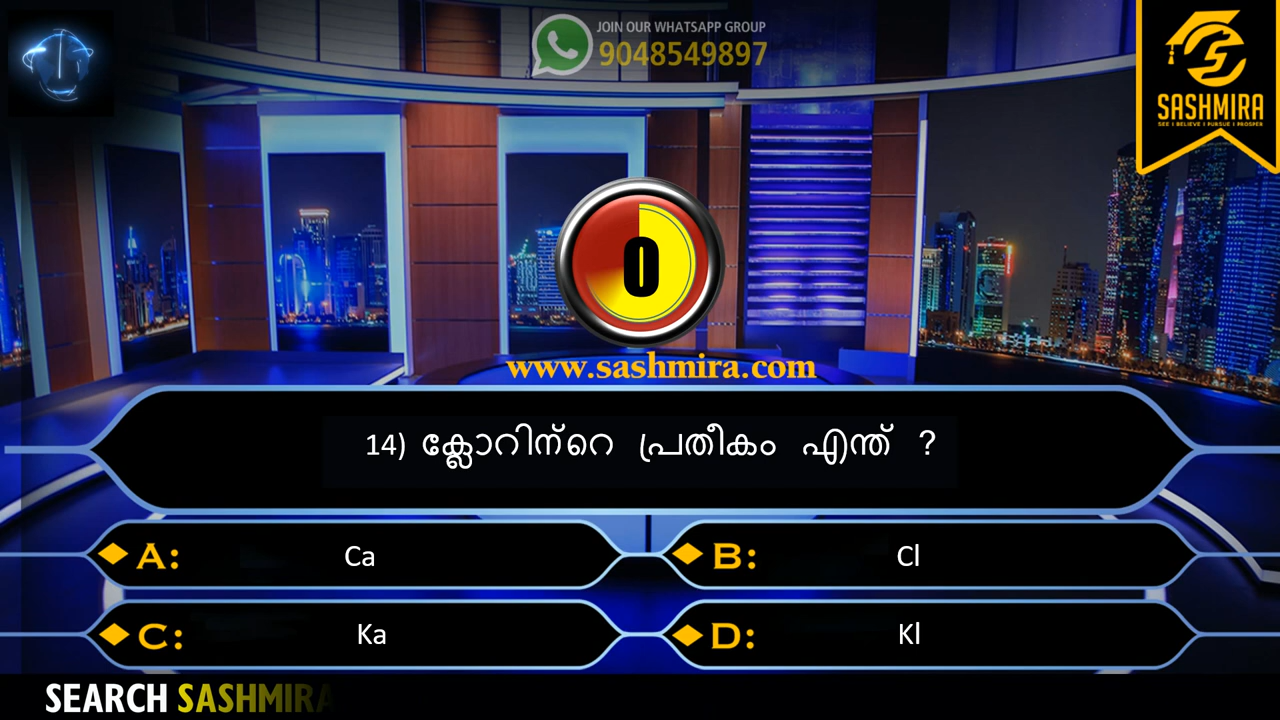 JOIN OUR WHATSAPP GROUP
9048549897
SASHMIRA
SEE I BELIEVE I PURSUE I PROSPER
0
www.sashmira.com
14) ക്ലോറിന്റെ പ്രതീകം എന്ത് ?
A: Ca
B: Cl
C: Ka
D: Kl
SEARCH SASHMIRA